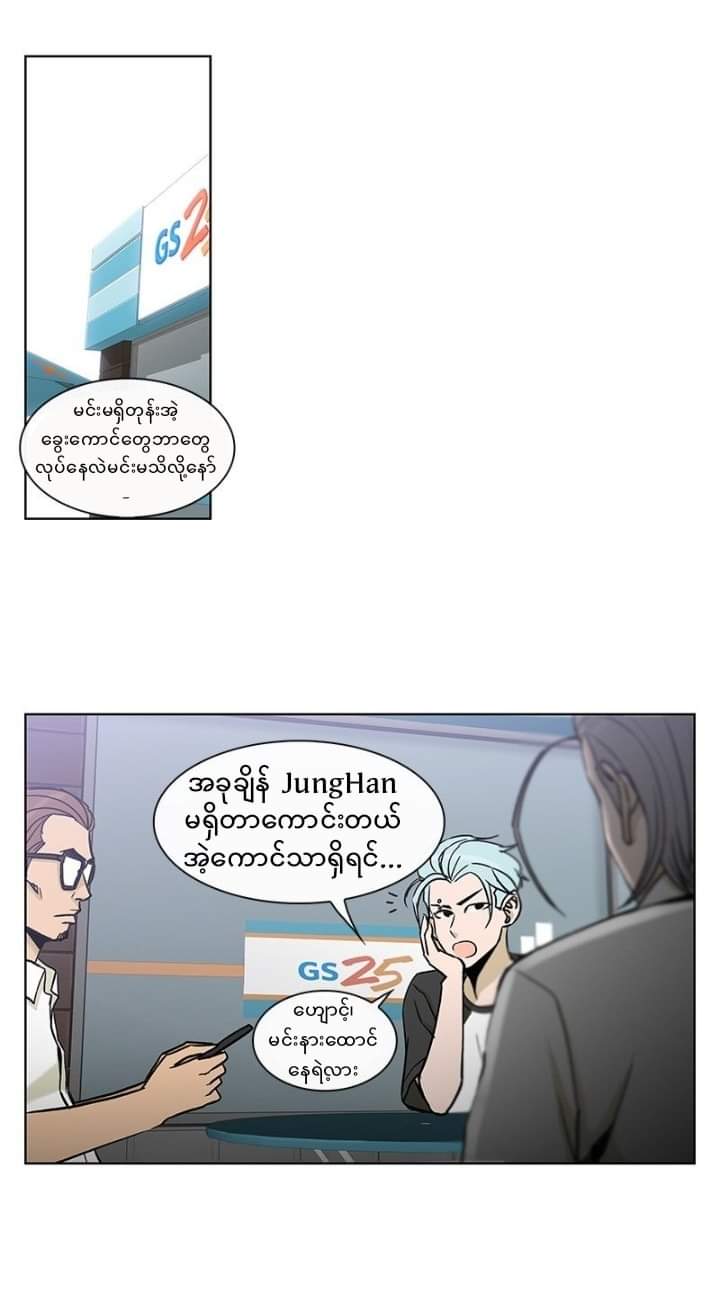 GS25
မင်းမရှိတုန်းအဲ့
ခွေးကောင်တွေဘာတွေ
လုပ်နေလဲမင်းမသိလို့နော်
-
အခုချိန် JungHan
မရှိတာကောင်းတယ်
အဲ့ကောင်သာရှိရင်...
GS25
ဟျောင့်၊
မင်းနားထောင်
နေရဲ့လား